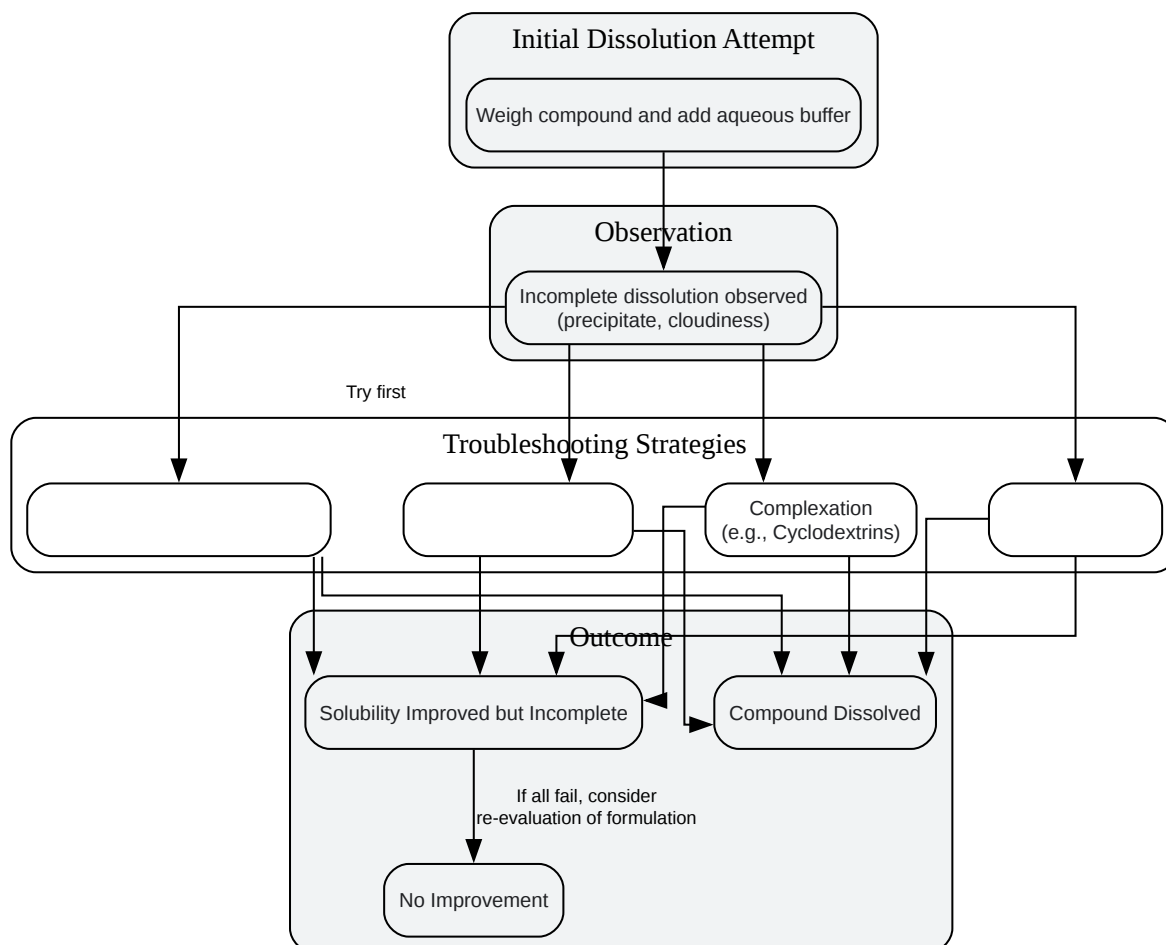 Initial Dissolution Attempt
Weigh compound and add aqueous buffer
Observation
Incomplete dissolution observed
(precipitate, cloudiness)
Try first
Troubleshooting Strategies
Complexation
(e.g., Cyclodextrins)
Outcome
Solubility Improved but Incomplete
Compound Dissolved
If all fail, consider
re-evaluation of formulation
No Improvement